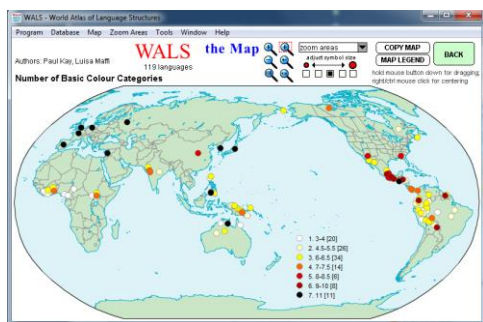 WALS - World Atlas of Language Structures
Program Database Map Zoom Areas Tools Window Help
WALS the Map
Authors: Paul Kay, Luisa Maffi
119 languages
zoom areas
adjust symbol size
COPY MAP
MAP LEGEND
BACK
hold mouse button down for dragging;
right/ctrl mouse click for centering
Number of Basic Colour Categories
1. 3-4 [20]
2. 4.5-5.5 [26]
3. 6-6.5 [34]
4. 7-7.5 [14]
5. 8-8.5 [6]
6. 9-10 [8]
7. 11 [11]